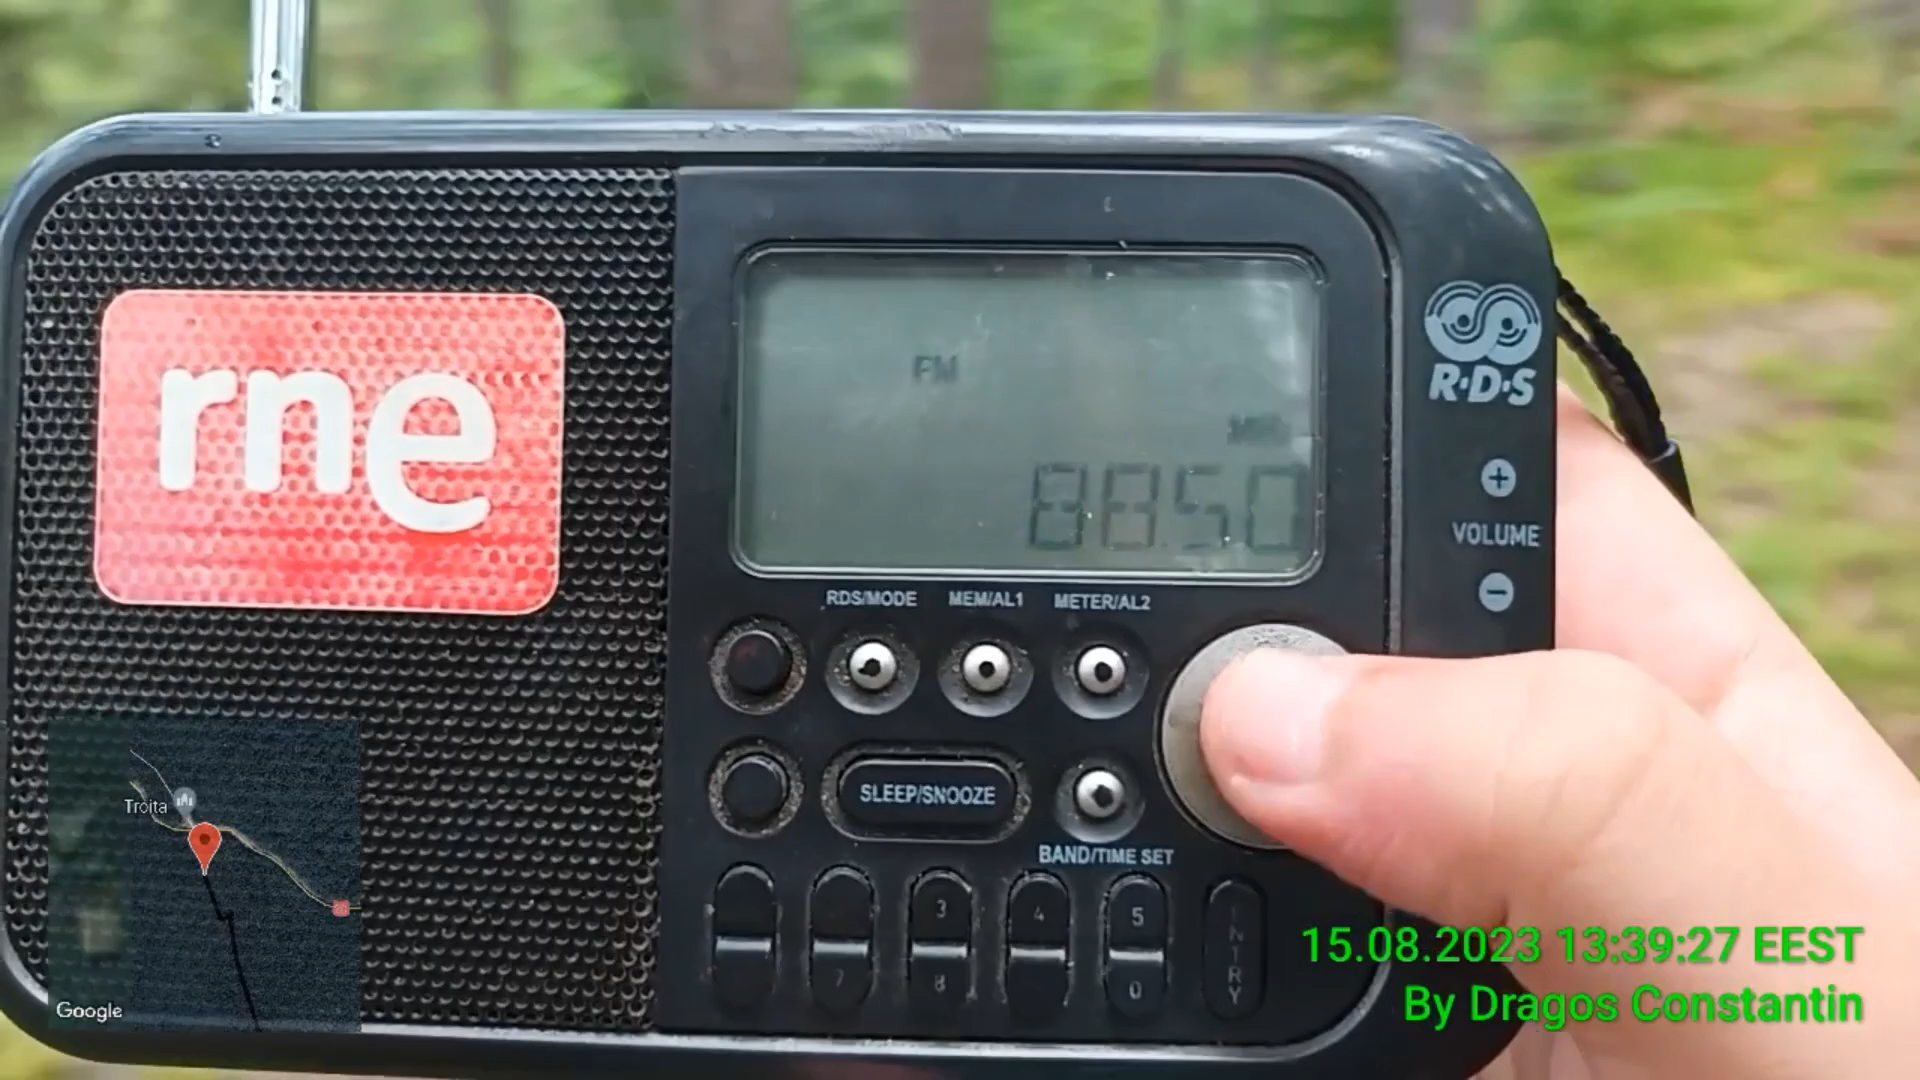 rne
FM
MHz
88.50
R·D·S
+
VOLUME
-
RDS/MODE MEM/AL1 METER/AL2
SLEEP/SNOOZE
BAND/TIME SET
3 4 5
7 8 0
ENTRY
Troita
Google
15.08.2023 13:39:27 EEST
By Dragos Constantin